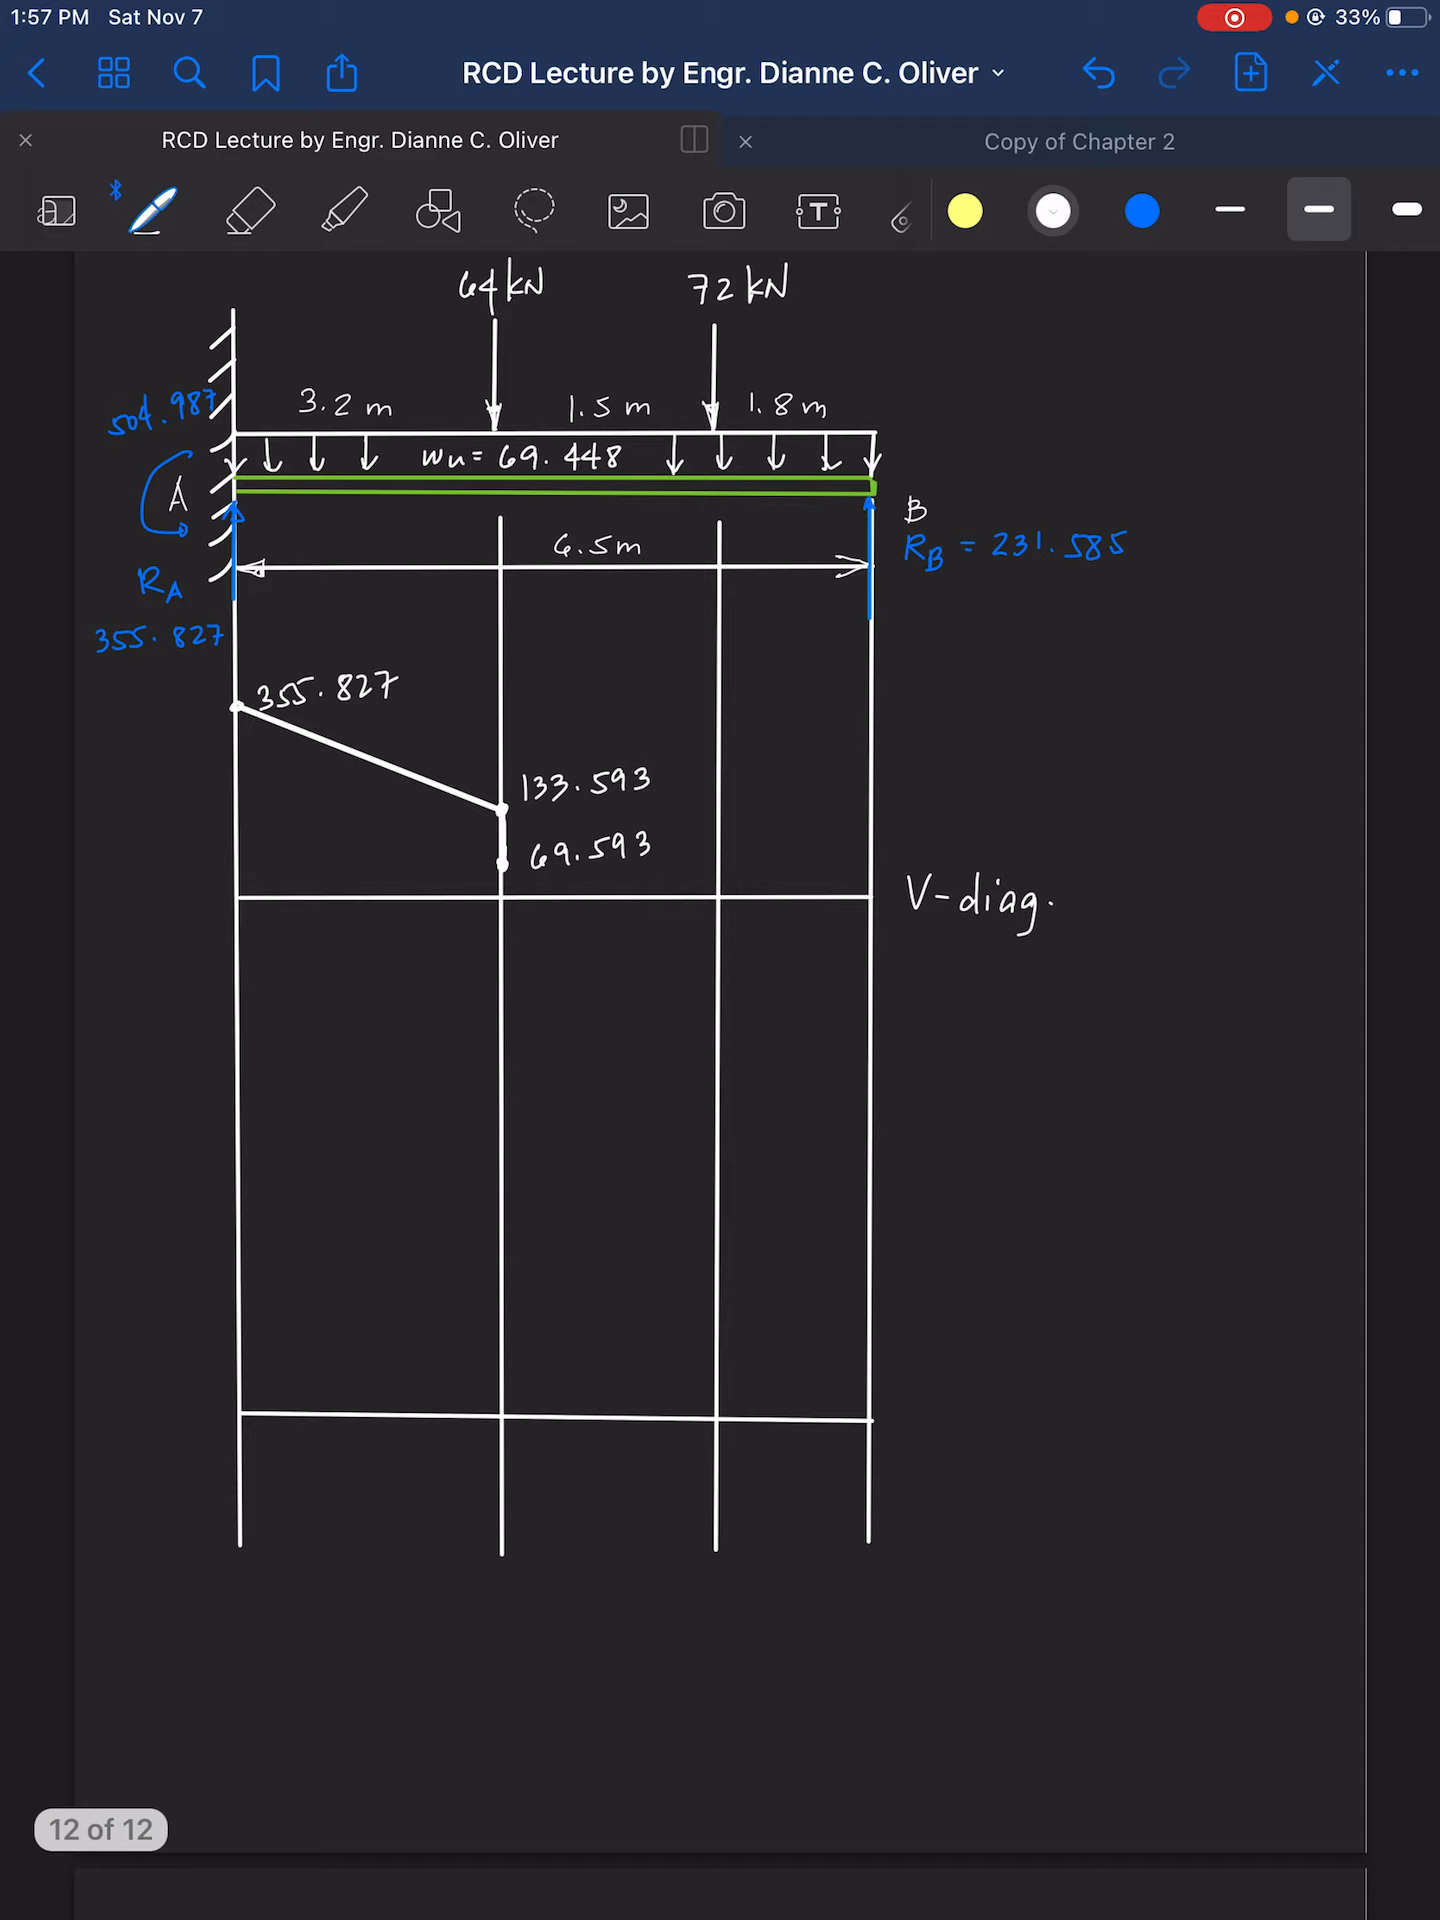 1:57 PM Sat Nov 7
33%
RCD Lecture by Engr. Dianne C. Oliver
RCD Lecture by Engr. Dianne C. Oliver
Copy of Chapter 2
T
64 kN 72 kN
504.987
3.2 m 1.5 m 1.8 m
wu = 69.448
A
B
6.5m
RB = 231.585
RA
355.827
355.827
133.593
69.593
V-diag.
12 of 12